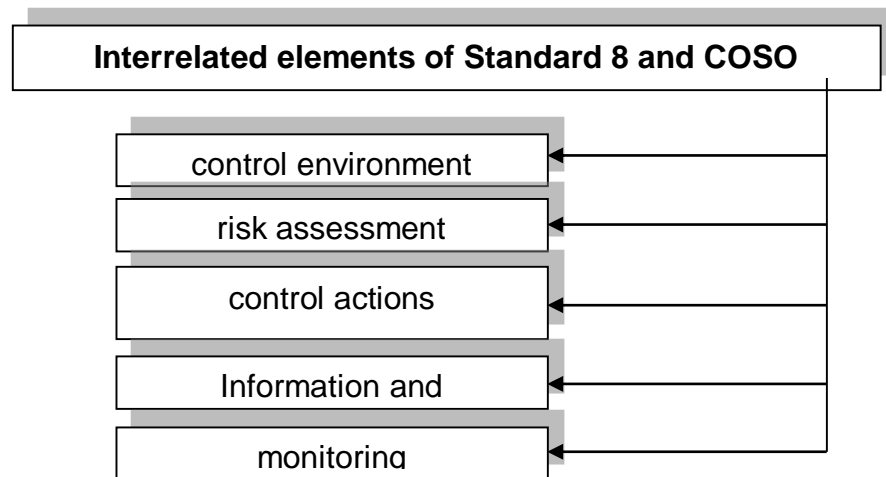 Interrelated elements of Standard 8 and COSO
control environment
risk assessment
control actions
Information and
monitoring